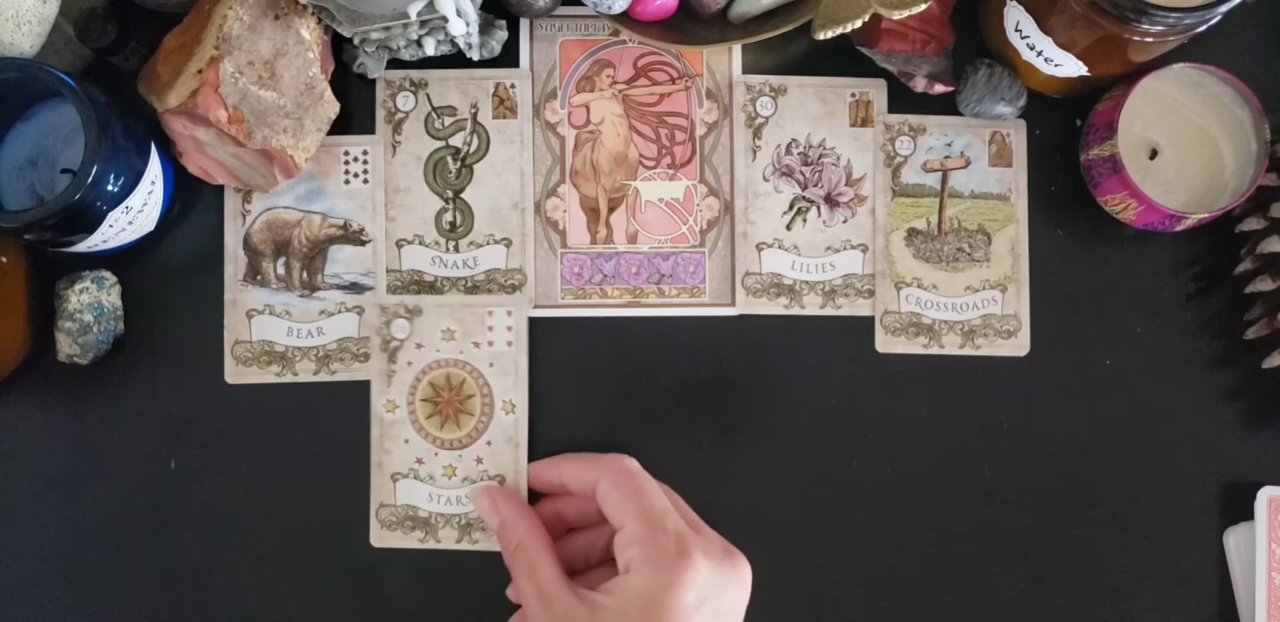 SAGITTARIUS
Water
7
30
22
SNAKE
LILIES
BEAR
CROSSROADS
STARS